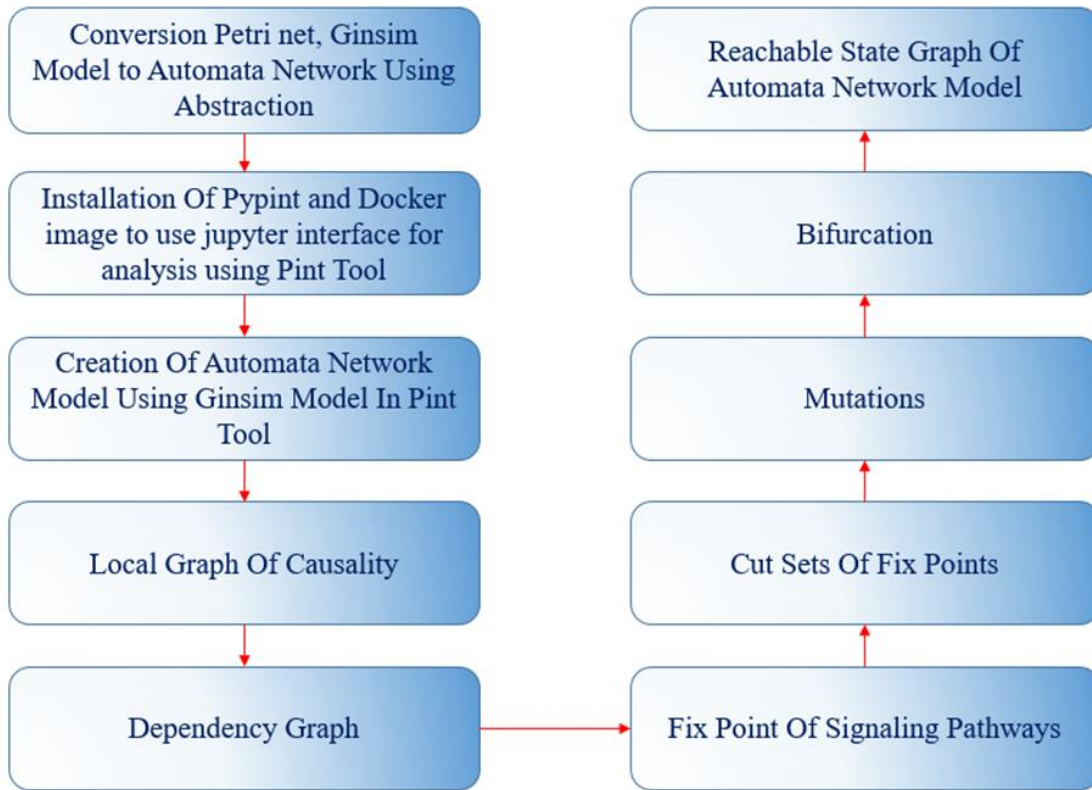 Conversion Petri net, Ginsim
Model to Automata Network Using
Abstraction
Installation Of Pypint and Docker
image to use jupyter interface for
analysis using Pint Tool
Creation Of Automata Network
Model Using Ginsim Model In Pint
Tool
Local Graph Of Causality
Dependency Graph
Fix Point Of Signaling Pathways
Cut Sets Of Fix Points
Mutations
Bifurcation
Reachable State Graph Of
Automata Network Model